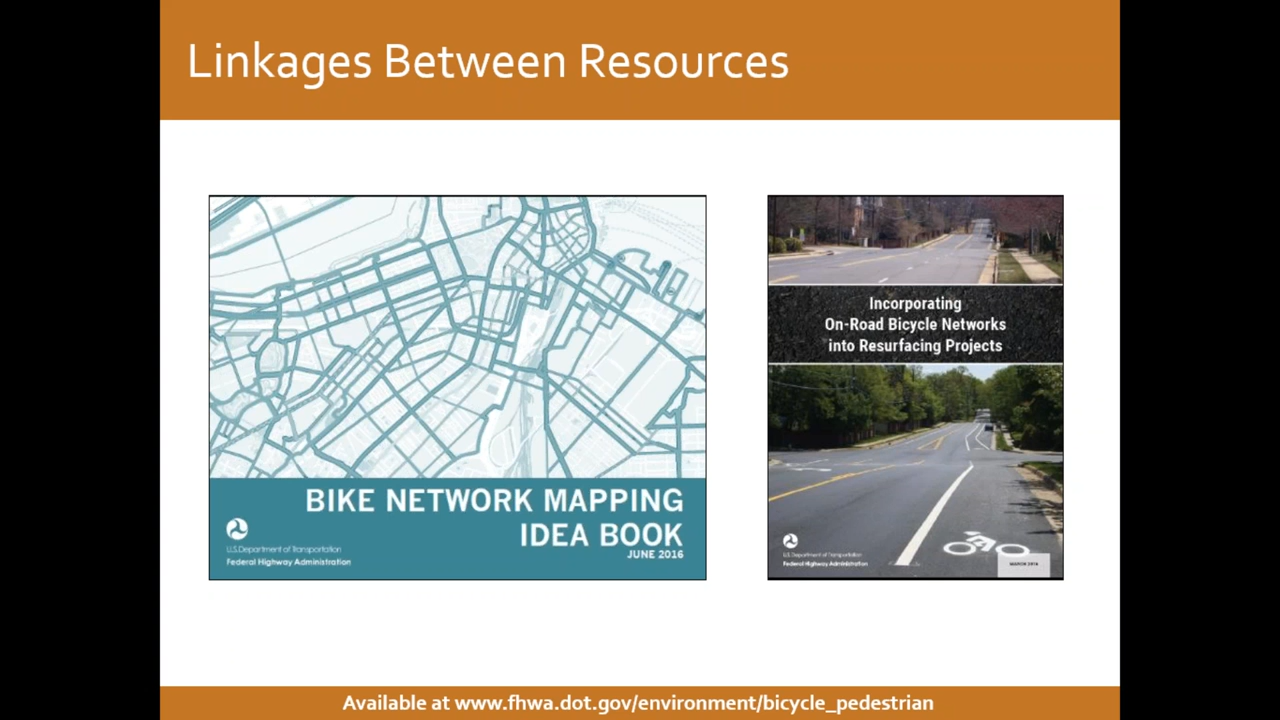 Linkages Between Resources
BIKE NETWORK MAPPING
IDEA BOOK
JUNE 2016
U.S.Department of Transportation
Federal Highway Administration
Incorporating
On-Road Bicycle Networks
into Resurfacing Projects
U.S.Department of Transportation
Federal Highway Administration
MARCH 2016
Available at www.fhwa.dot.gov/environment/bicycle_pedestrian